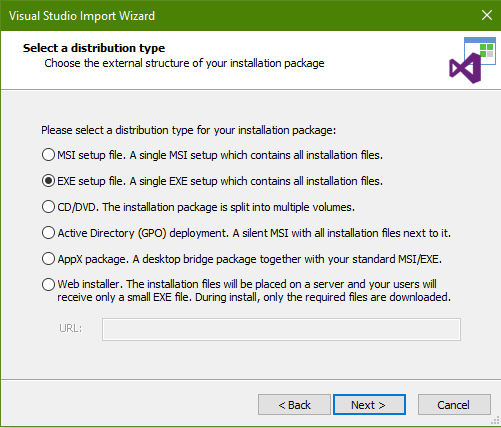 Visual Studio Import Wizard
Select a distribution type
Choose the external structure of your installation package
Please select a distribution type for your installation package:
MSI setup file. A single MSI setup which contains all installation files.
EXE setup file. A single EXE setup which contains all installation files.
CD/DVD. The installation package is split into multiple volumes.
Active Directory (GPO) deployment. A silent MSI with all installation files next to it.
AppX package. A desktop bridge package together with your standard MSI/EXE.
Web installer. The installation files will be placed on a server and your users will
receive only a small EXE file. During install, only the required files are downloaded.
URL:
< Back
Next >
Cancel